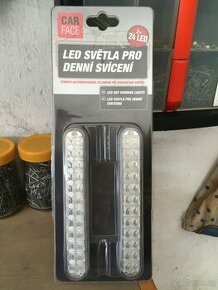 CAR
FACE
24 LED
LED SVĚTLA PRO
DENNÍ SVÍCENÍ
LED DAY RUNNING LIGHTS
LED SVETLÁ PRE DENNÉ
SVIETENIE